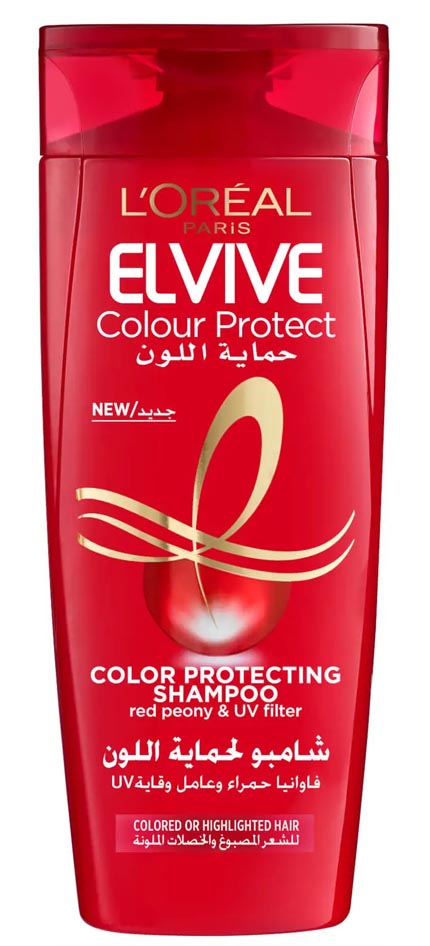 L'ORÉAL
PARIS
ELVIVE
Colour Protect
حماية اللون
NEW/جديد
COLOR PROTECTING
SHAMPOO
red peony & UV filter
شامبو لحماية اللون
فاوانيا حمراء وعامل وقاية UV
COLORED OR HIGHLIGHTED HAIR
للشعر المصبوغ والخصلات الملونة